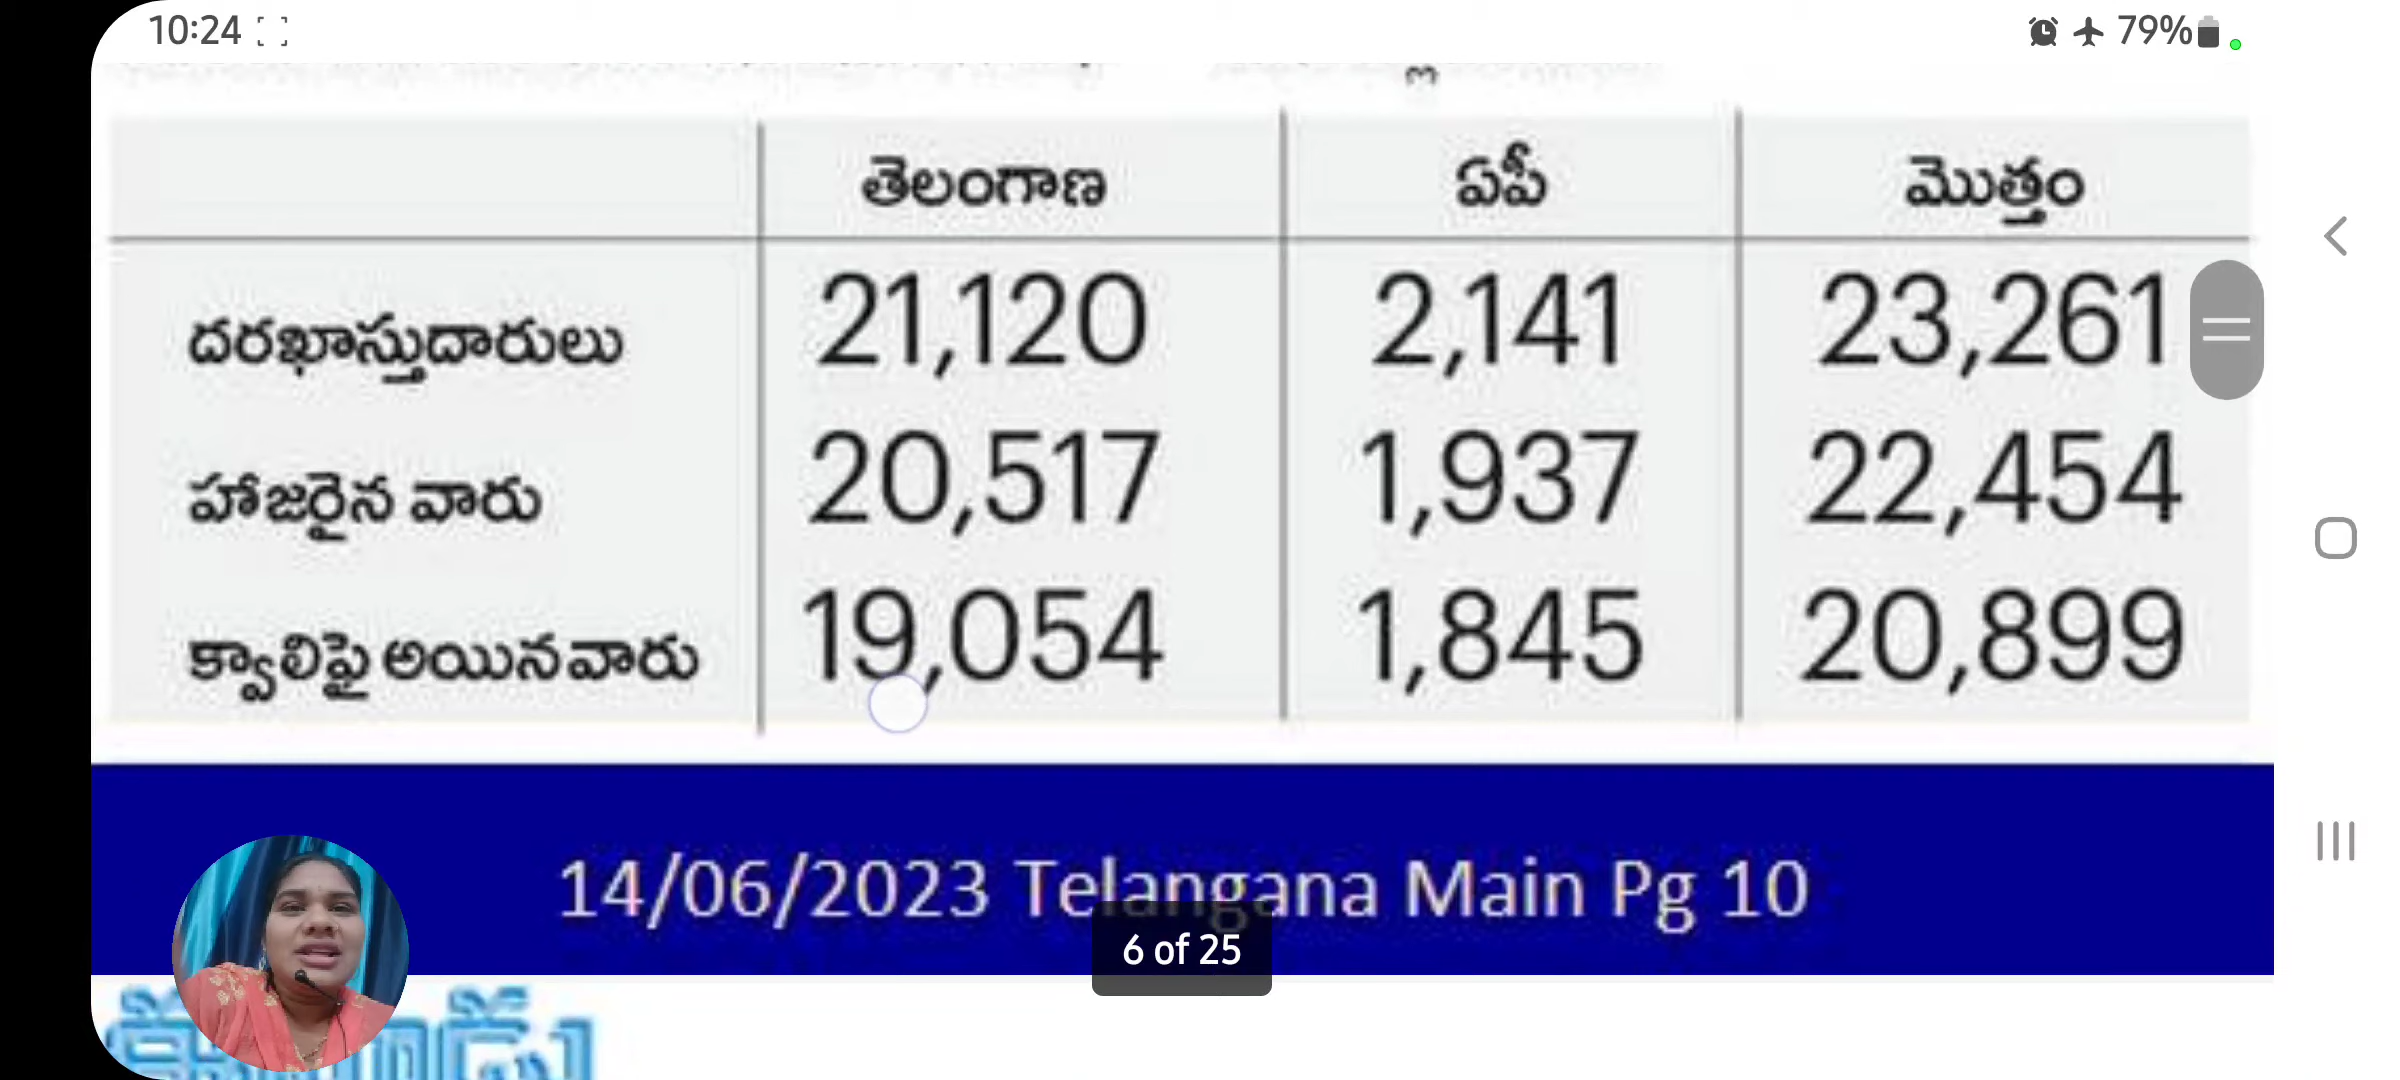 10:24
79%
తెలంగాణ ఏపీ మొత్తం
దరఖాస్తుదారులు 21,120 2,141 23,261
హాజరైన వారు 20,517 1,937 22,454
క్వాలిఫై అయినవారు 19,054 1,845 20,899
14/06/2023 Telangana Main Pg 10
6 of 25